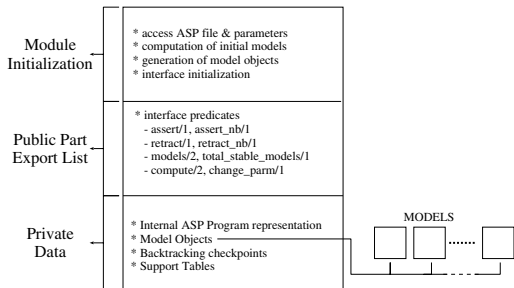 Module
Initialization
* access ASP file & parameters
* computation of initial models
* generation of model objects
* interface initialization
Public Part
Export List
* interface predicates
- assert/1, assert_nb/1
- retract/1, retract_nb/1
- models/2, total_stable_models/1
- compute/2, change_parm/1
Private
Data
* Internal ASP Program representation
* Model Objects
* Backtracking checkpoints
* Support Tables
MODELS